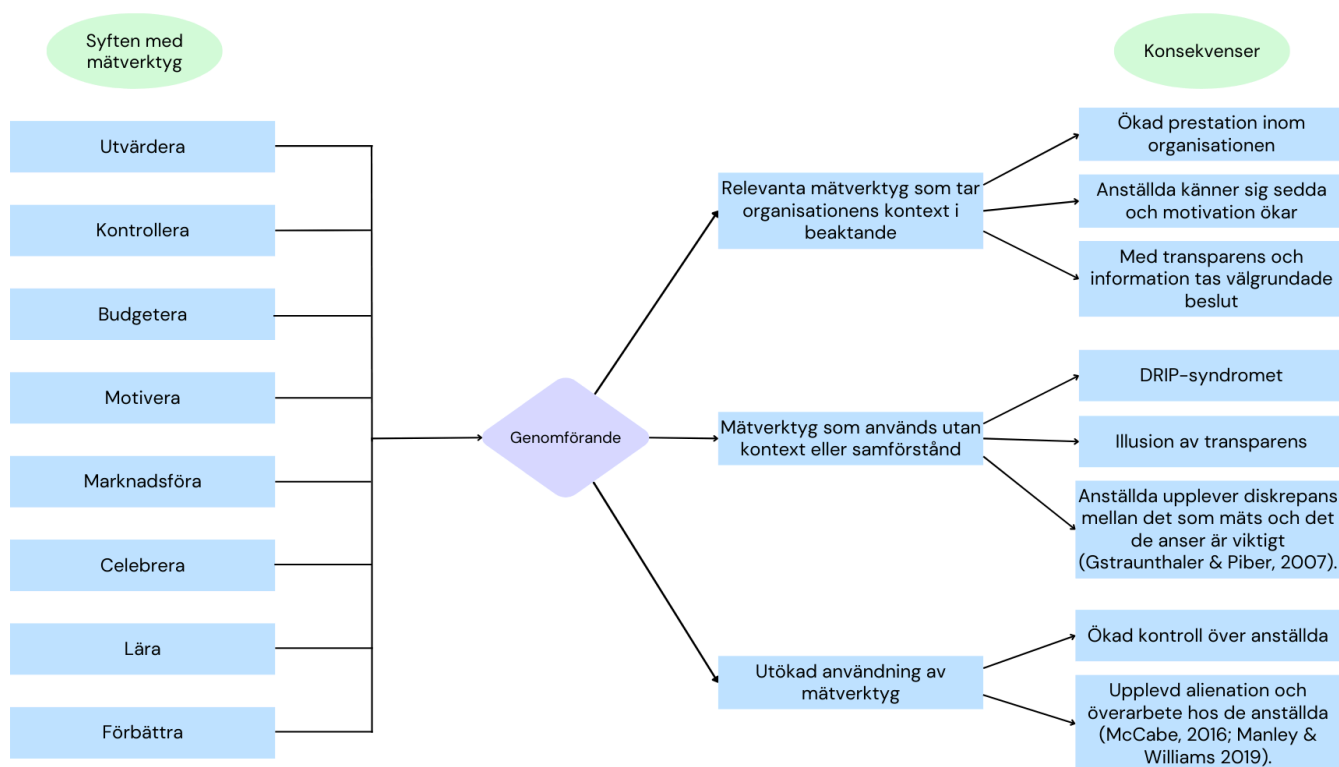 Syften med
mätverktyg
Utvärdera
Kontrollera
Budgetera
Motivera
Marknadsföra
Celebrera
Lära
Förbättra
Genomförande
Relevanta mätverktyg som tar
organisationens kontext i
beaktande
Mätverktyg som används utan
kontext eller samförstånd
Utökad användning av
mätverktyg
Konsekvenser
Ökad prestation inom
organisationen
Anställda känner sig sedda
och motivation ökar
Med transparens och
information tas välgrundade
beslut
DRIP-syndromet
Illusion av transparens
Anställda upplever diskrepans
mellan det som mäts och det
de anser är viktigt
(Gstraunthaler & Piber, 2007).
Ökad kontroll över anställda
Upplevd alienation och
överarbete hos de anställda
(McCabe, 2016; Manley &
Williams 2019).